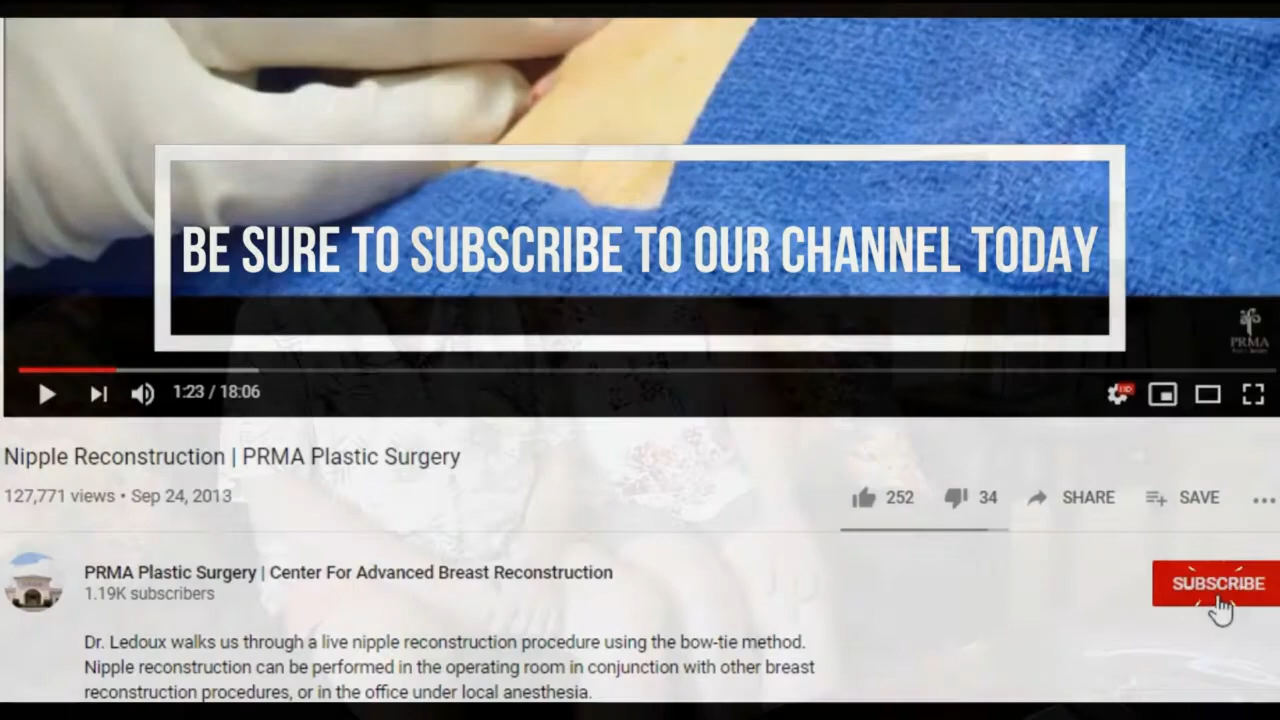 BE SURE TO SUBSCRIBE TO OUR CHANNEL TODAY
PRMA
1:23 / 18:06
HD
Nipple Reconstruction | PRMA Plastic Surgery
127,771 views • Sep 24, 2013
252 34 SHARE SAVE
PRMA Plastic Surgery | Center For Advanced Breast Reconstruction
1.19K subscribers
SUBSCRIBE
Dr. Ledoux walks us through a live nipple reconstruction procedure using the bow-tie method.
Nipple reconstruction can be performed in the operating room in conjunction with other breast
reconstruction procedures, or in the office under local anesthesia.